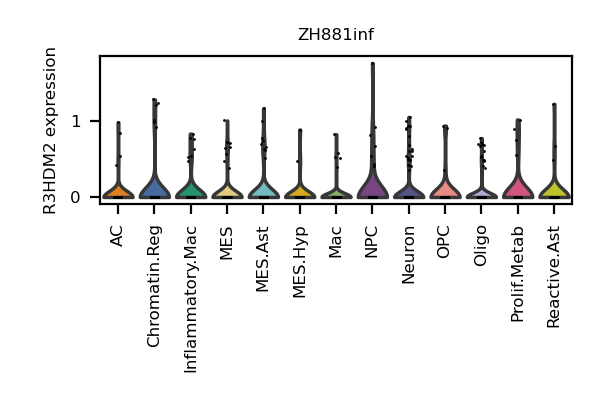 ZH881inf
R3HDM2 expression
1
0
AC
Chromatin.Reg
Inflammatory.Mac
MES
MES.Ast
MES.Hyp
Mac
NPC
Neuron
OPC
Oligo
Prolif.Metab
Reactive.Ast